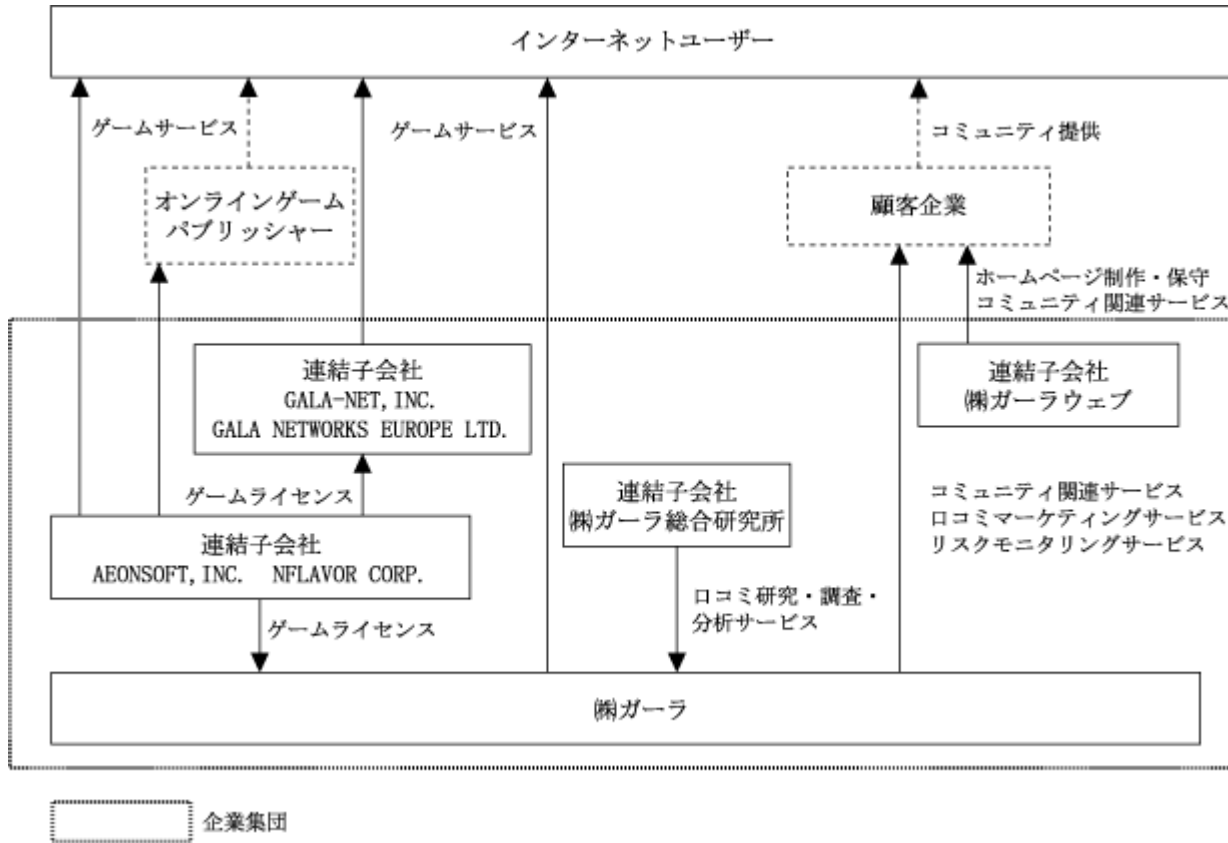 インターネットユーザー
ゲームサービス
ゲームサービス
コミュニティ提供
オンラインゲーム
パブリッシャー
顧客企業
ホームページ制作・保守
コミュニティ関連サービス
連結子会社
GALA-NET, INC.
GALA NETWORKS EUROPE LTD.
連結子会社
㈱ガーラウェブ
ゲームライセンス
連結子会社
㈱ガーラ総合研究所
コミュニティ関連サービス
口コミマーケティングサービス
リスクモニタリングサービス
連結子会社
AEONSOFT, INC. NFLAVOR CORP.
口コミ研究・調査・
分析サービス
ゲームライセンス
㈱ガーラ
企業集団